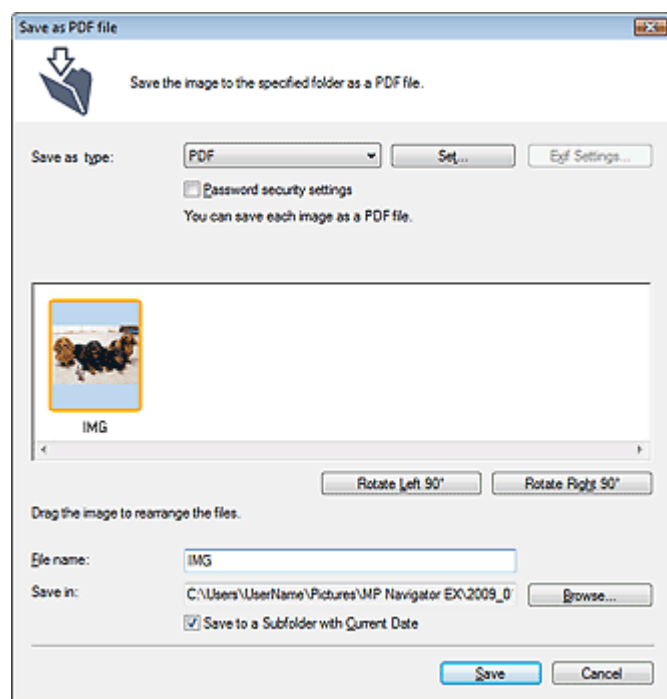 Save as PDF file
Save the image to the specified folder as a PDF file.
Save as type: PDF Set... Exif Settings...
Password security settings
You can save each image as a PDF file.
IMG
Rotate Left 90° Rotate Right 90°
Drag the image to rearrange the files.
File name: IMG
Save in: C:\Users\UserName\Pictures\MP Navigator EX\2009_0 Browse...
Save to a Subfolder with Current Date
Save Cancel